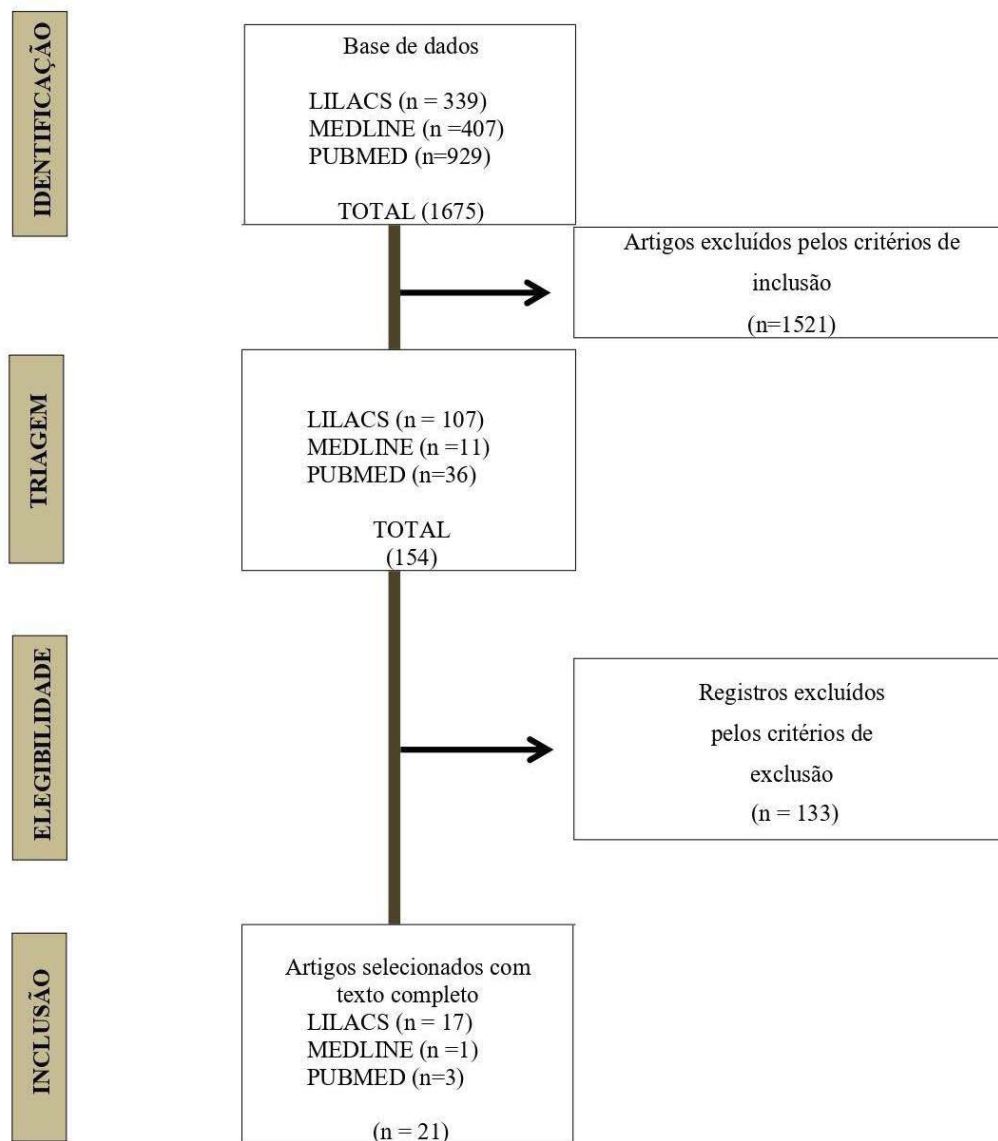 IDENTIFICAÇÃO
Base de dados
LILACS (n = 339)
MEDLINE (n =407)
PUBMED (n=929)
TOTAL (1675)
Artigos excluídos pelos critérios de
inclusão
(n=1521)
TRIAGEM
LILACS (n = 107)
MEDLINE (n =11)
PUBMED (n=36)
TOTAL
(154)
ELEGIBILIDADE
Registros excluídos
pelos critérios de
exclusão
(n = 133)
INCLUSÃO
Artigos selecionados com
texto completo
LILACS (n = 17)
MEDLINE (n =1)
PUBMED (n=3)
(n = 21)